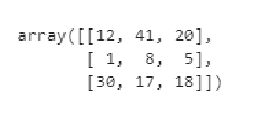 array([[12, 41, 20],
       [ 1,  8,  5],
       [30, 17, 18]])